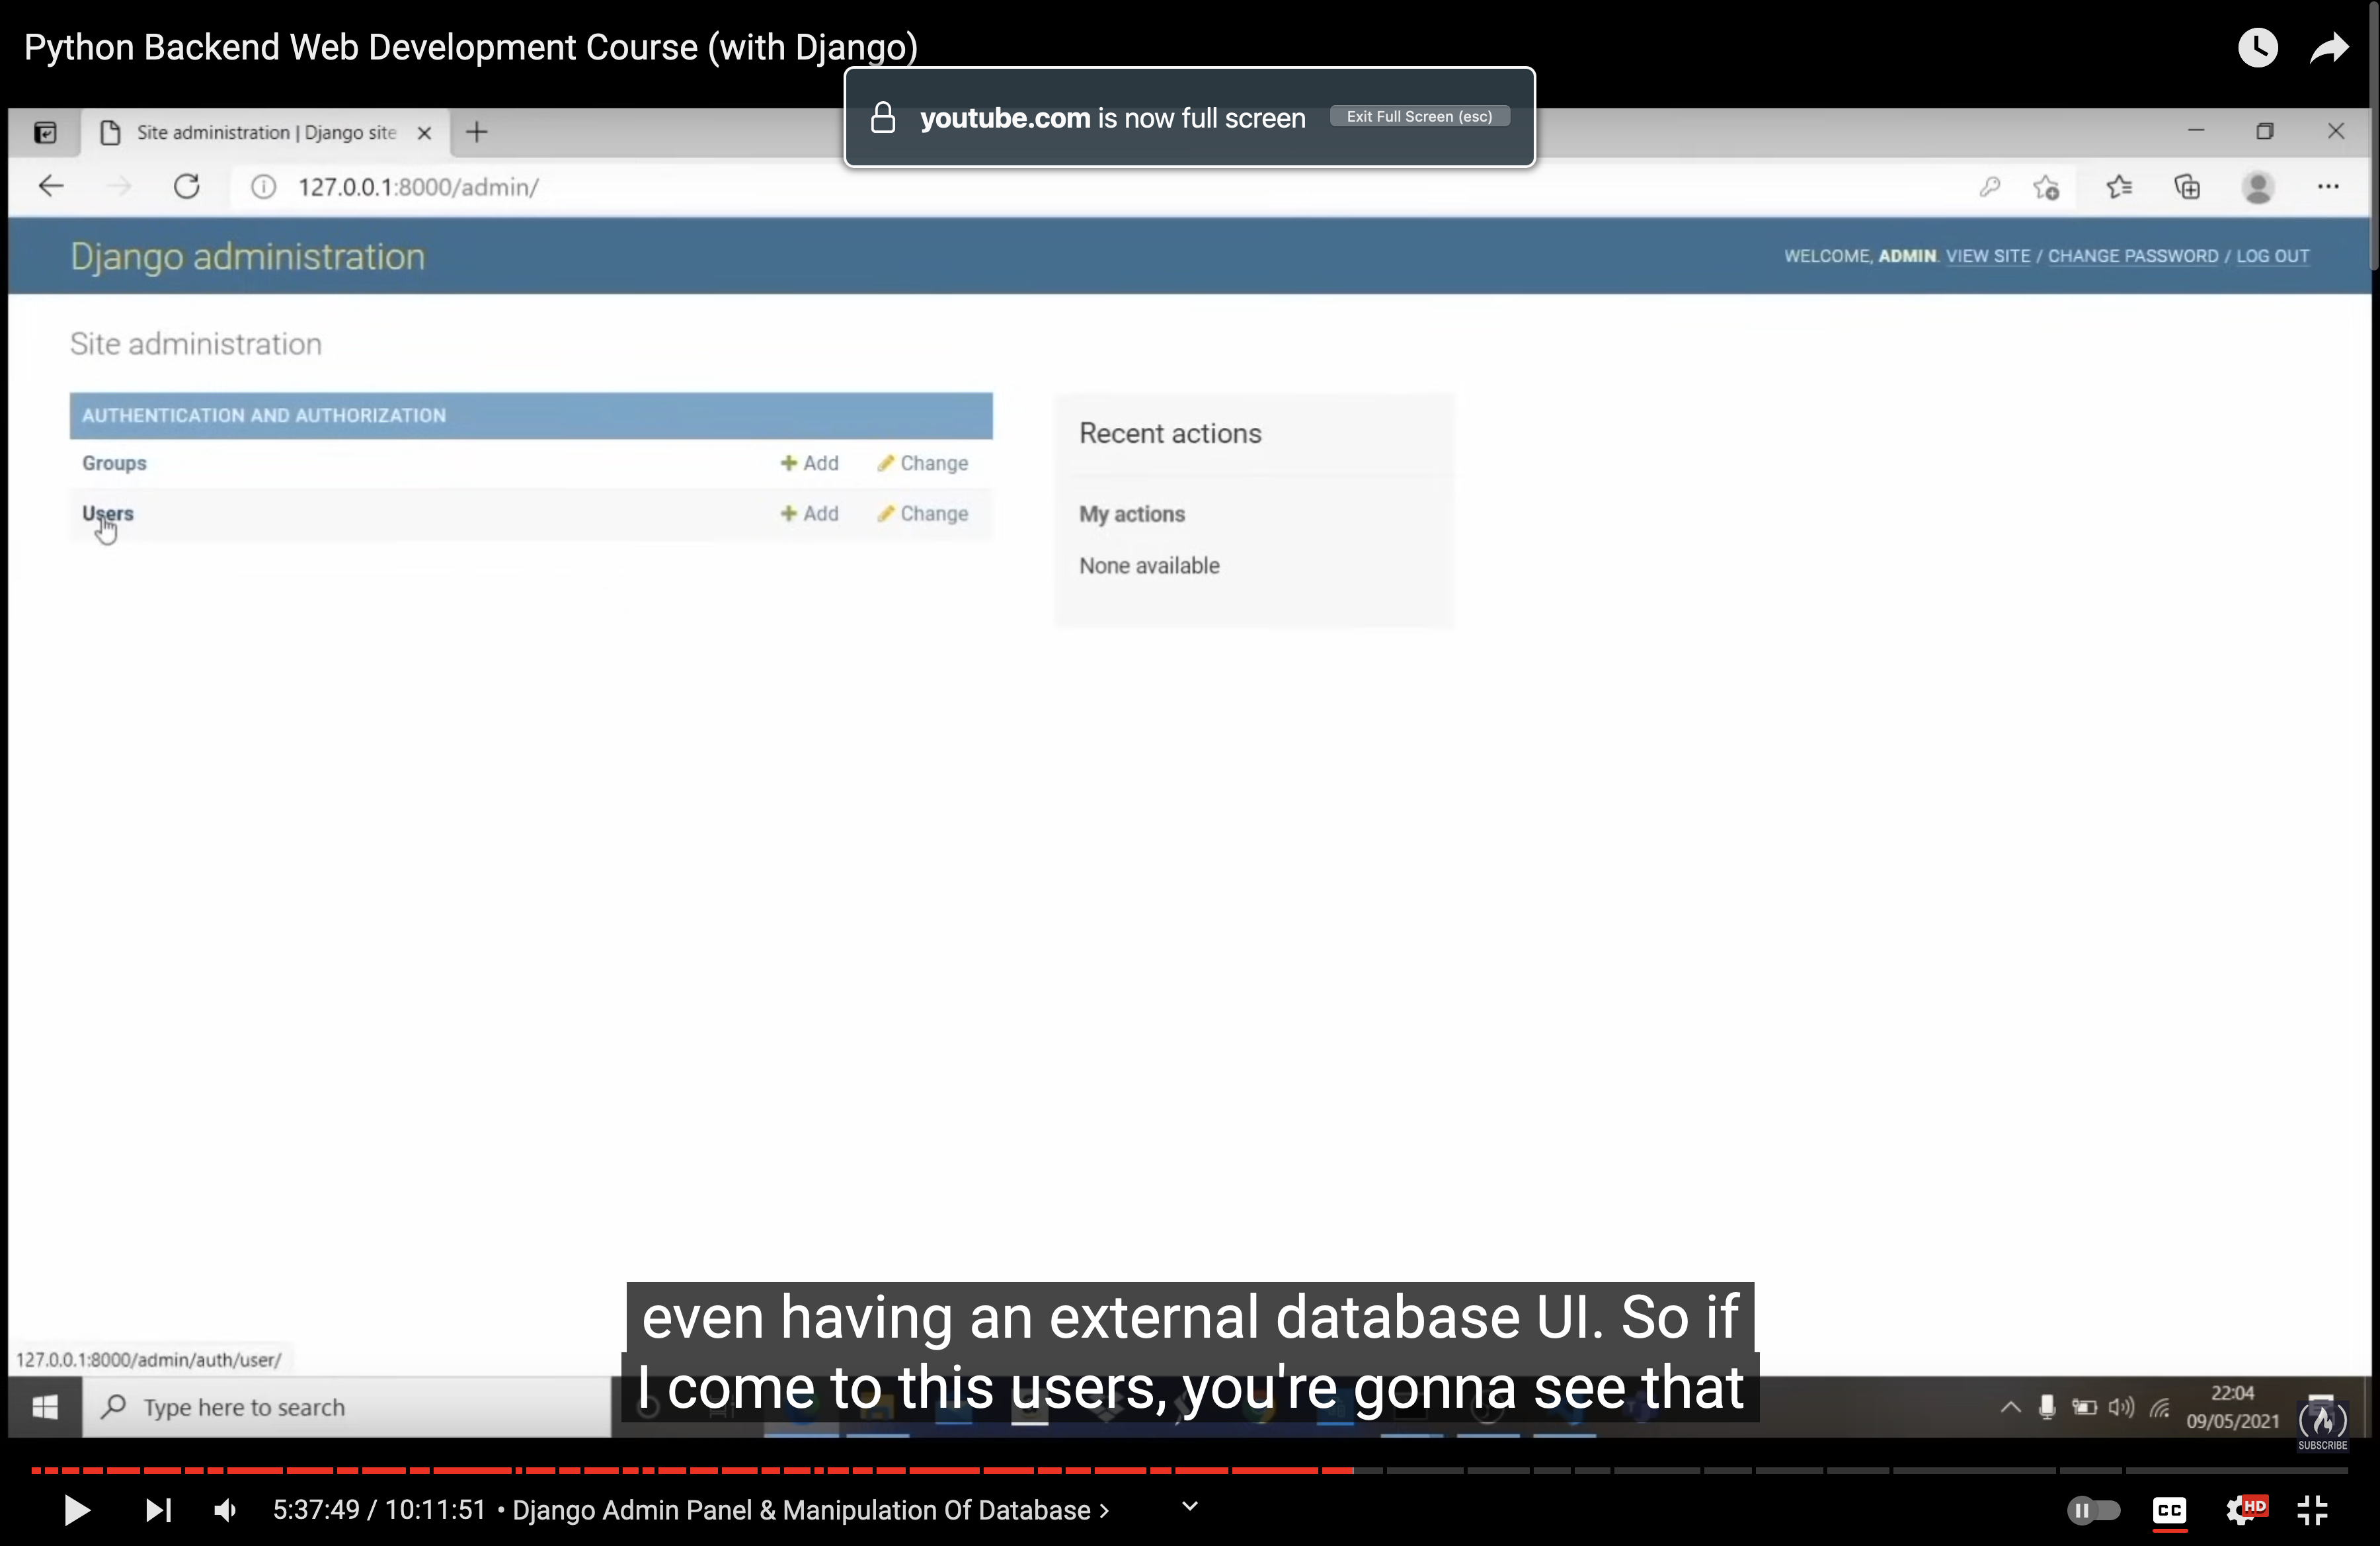 Python Backend Web Development Course (with Django)
youtube.com is now full screen
Exit Full Screen (esc)
Site administration | Django site
127.0.0.1:8000/admin/
Django administration
WELCOME, ADMIN. VIEW SITE / CHANGE PASSWORD / LOG OUT
Site administration
AUTHENTICATION AND AUTHORIZATION
Groups
Add
Change
Users
Add
Change
Recent actions
My actions
None available
even having an external database UI. So if
I come to this users, you're gonna see that
127.0.0.1:8000/admin/auth/user/
Type here to search
22:04
09/05/2021
SUBSCRIBE
5:37:49 / 10:11:51 • Django Admin Panel & Manipulation Of Database
CC
HD